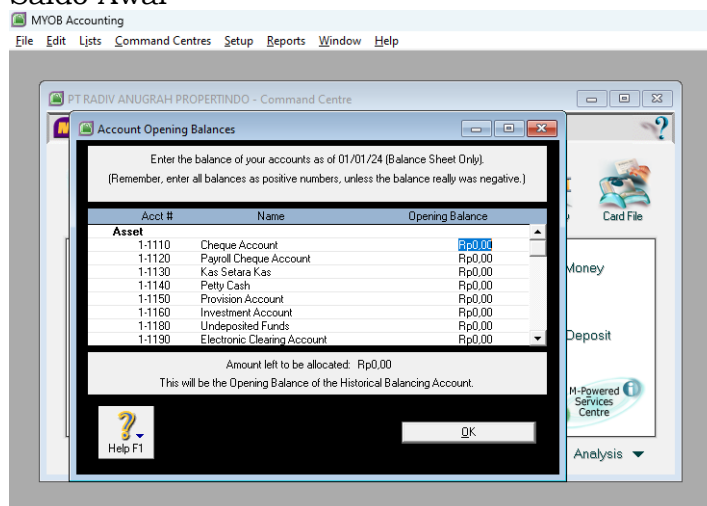 Saldo Awal
MYOB Accounting
File Edit Lists Command Centres Setup Reports Window Help
PT RADIV ANUGRAH PROPERTINDO - Command Centre
Account Opening Balances
Enter the balance of your accounts as of 01/01/24 (Balance Sheet Only).
(Remember, enter all balances as positive numbers, unless the balance really was negative.)
Acct # Name Opening Balance
Asset
1-1110 Cheque Account Rp0,00
1-1120 Payroll Cheque Account Rp0,00
1-1130 Kas Setara Kas Rp0,00
1-1140 Petty Cash Rp0,00
1-1150 Provision Account Rp0,00
1-1160 Investment Account Rp0,00
1-1180 Undeposited Funds Rp0,00
1-1190 Electronic Clearing Account Rp0,00
Amount left to be allocated: Rp0,00
This will be the Opening Balance of the Historical Balancing Account.
Help F1
OK
Card File
Money
Deposit
M-Powered
Services
Centre
Analysis